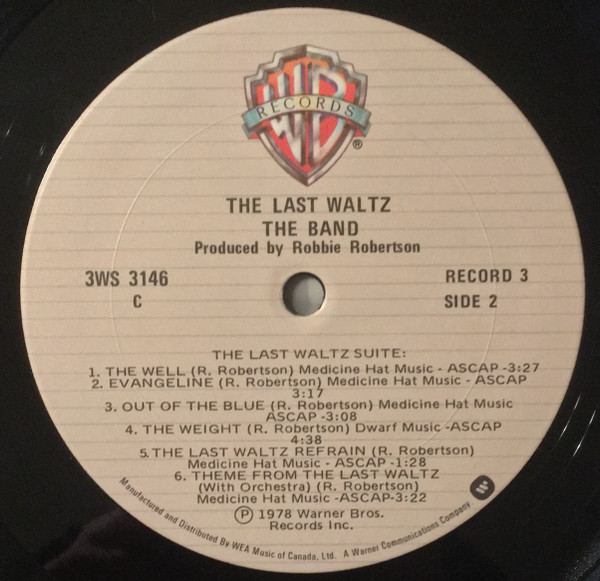 RECORDS
®
THE LAST WALTZ
THE BAND
Produced by Robbie Robertson
3WS 3146
C
RECORD 3
SIDE 2
THE LAST WALTZ SUITE:
1. THE WELL (R. Robertson) Medicine Hat Music - ASCAP -3:27
2. EVANGELINE (R. Robertson) Medicine Hat Music - ASCAP
3:17
3. OUT OF THE BLUE (R. Robertson) Medicine Hat Music
ASCAP -3:08
4. THE WEIGHT (R. Robertson) Dwarf Music -ASCAP
4:38
5. THE LAST WALTZ REFRAIN (R. Robertson)
Medicine Hat Music - ASCAP -1:28
6. THEME FROM THE LAST WALTZ
(With Orchestra) (R. Robertson)
Medicine Hat Music -ASCAP-3:22
Ⓟ 1978 Warner Bros.
Records Inc.
Manufactured and Distributed By WEA Music of Canada, Ltd. A Warner Communications Company